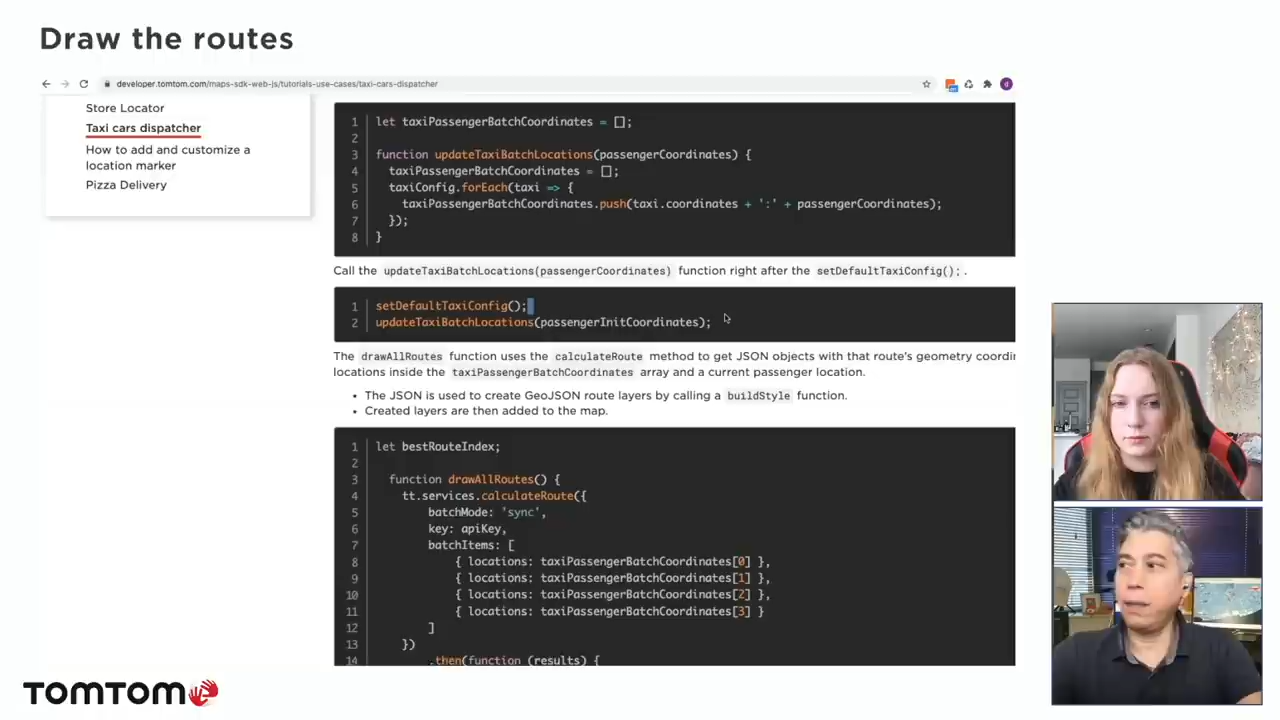 Draw the routes
developer.tomtom.com/maps-sdk-web-js/tutorials-use-cases/taxi-cars-dispatcher/
Store Locator
Taxi cars dispatcher
How to add and customize a
location marker
Pizza Delivery
1 let taxiPassengerBatchCoordinates = [];
2
3 function updateTaxiBatchLocations(passengerCoordinates) {
4 taxiPassengerBatchCoordinates = [];
5 taxiConfig.forEach(taxi => {
6 taxiPassengerBatchCoordinates.push(taxi.coordinates + ':' + passengerCoordinates);
7 });
8 }
Call the updateTaxiBatchLocations(passengerCoordinates) function right after the setDefaultTaxiConfig(); .
1 setDefaultTaxiConfig();
2 updateTaxiBatchLocations(passengerInitCoordinates);
The drawAllRoutes function uses the calculateRoute method to get JSON objects with that route's geometry coordin
locations inside the taxiPassengerBatchCoordinates array and a current passenger location.
• The JSON is used to create GeoJSON route layers by calling a buildStyle function.
• Created layers are then added to the map.
1 let bestRouteIndex;
2
3 function drawAllRoutes() {
4 tt.services.calculateRoute({
5 batchMode: 'sync',
6 key: apiKey,
7 batchItems: [
8 { locations: taxiPassengerBatchCoordinates[0] },
9 { locations: taxiPassengerBatchCoordinates[1] },
10 { locations: taxiPassengerBatchCoordinates[2] },
11 { locations: taxiPassengerBatchCoordinates[3] }
12 ]
13 })
14 .then(function (results) {
TOMTOM